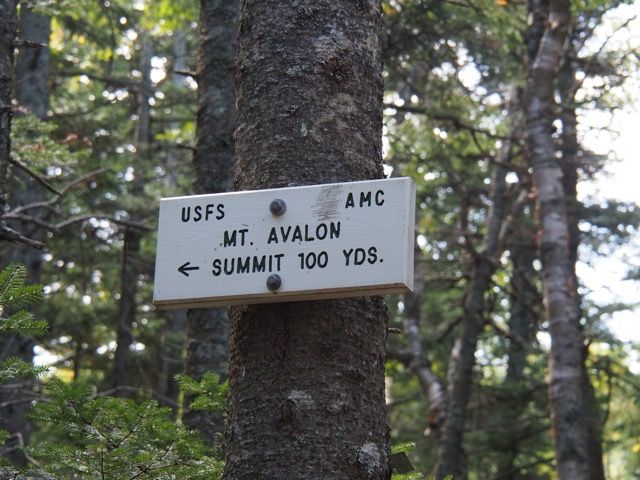 USFS AMC
MT. AVALON
← SUMMIT 100 YDS.